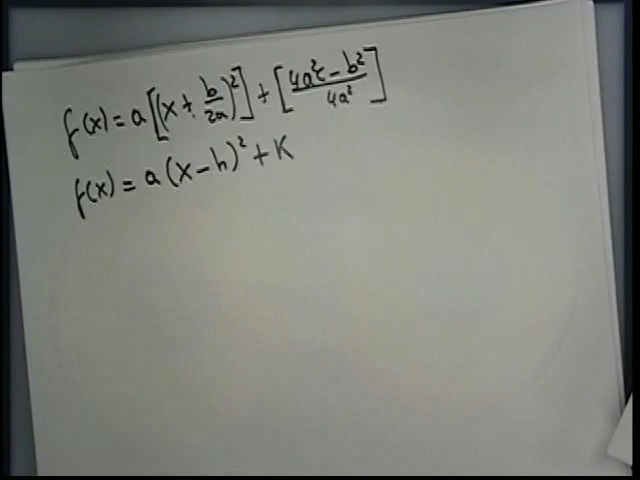 f(x) = a[(x + b/2a)²] + [4a²c - b²/4a²]
f(x) = a(x - h)² + K